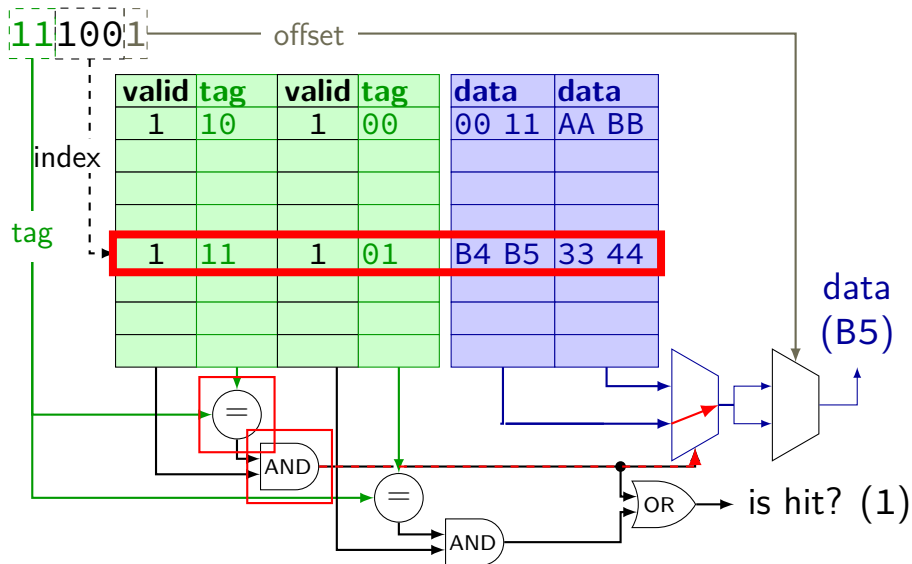 111001
offset
valid tag valid tag data data
1 10 1 00 00 11 AA BB
index
tag
1 11 1 01 B4 B5 33 44
data
(B5)
=
AND
=
OR
is hit? (1)
AND